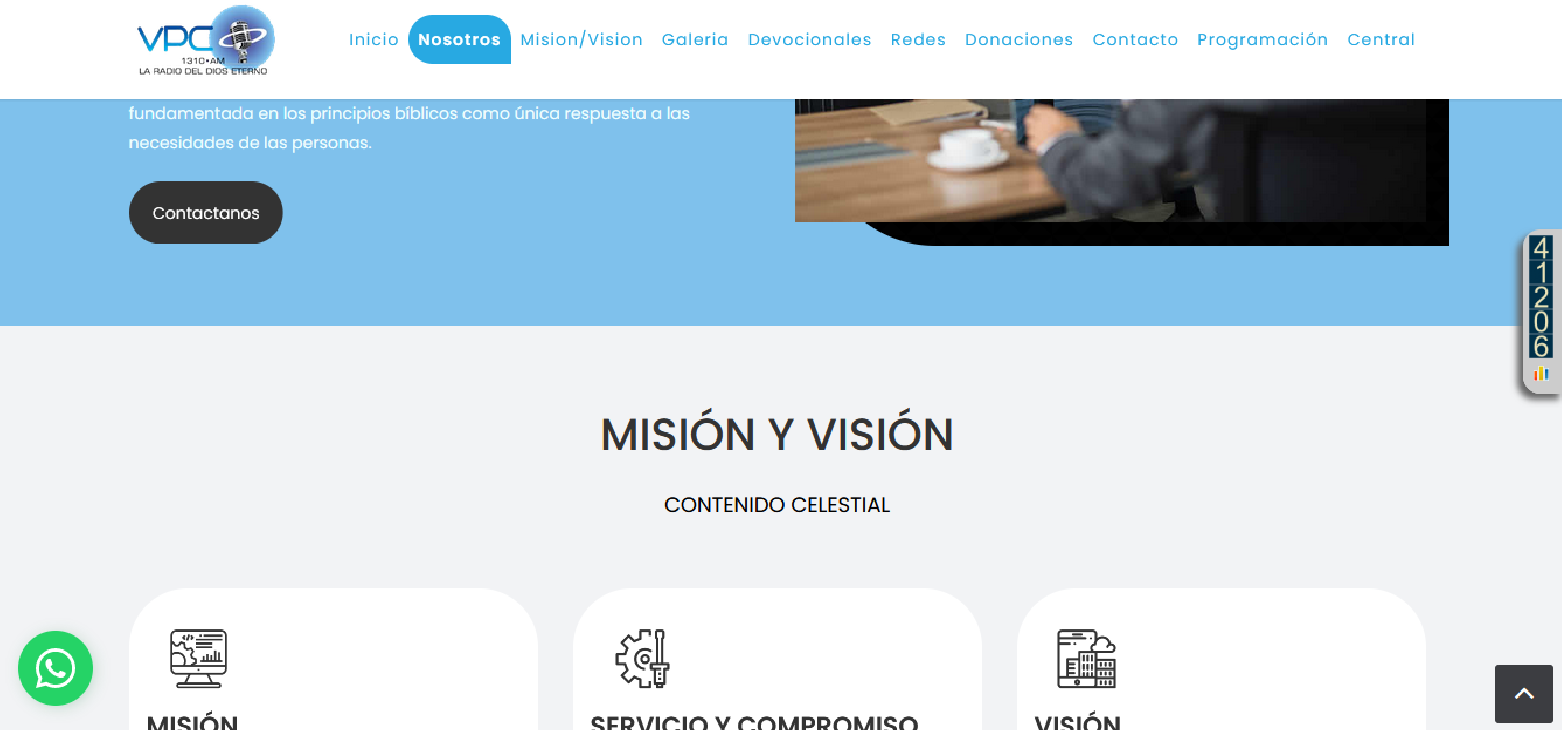 VPC
1310•AM
LA RADIO DEL DIOS ETERNO
Inicio Nosotros Mision/Vision Galeria Devocionales Redes Donaciones Contacto Programación Central
fundamentada en los principios bíblicos como única respuesta a las
necesidades de las personas.
Contactanos
41206
MISIÓN Y VISIÓN
CONTENIDO CELESTIAL
MISIÓN
SERVICIO Y COMPROMISO
VISIÓN